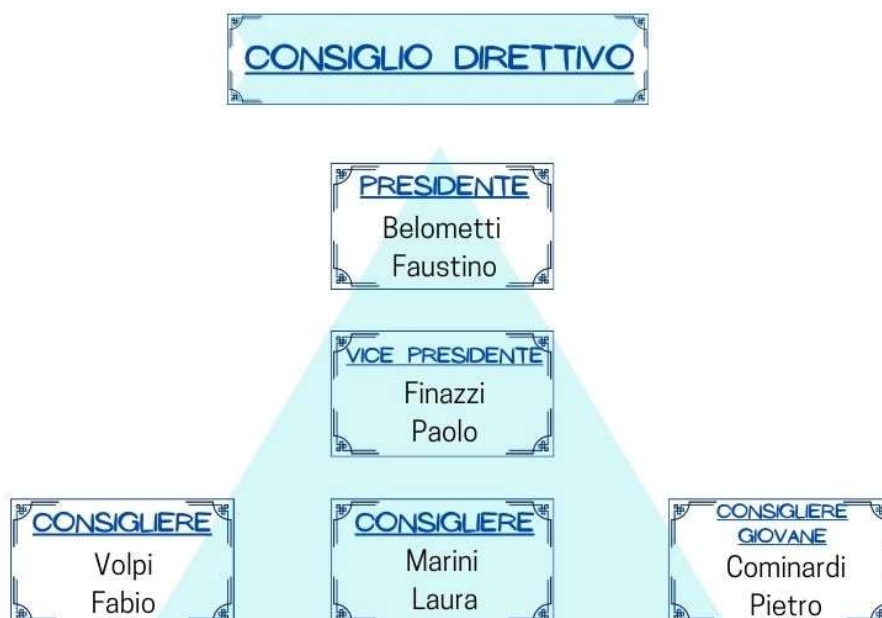 CONSIGLIO DIRETTIVO
PRESIDENTE
Belometti
Faustino
VICE PRESIDENTE
Finazzi
Paolo
CONSIGLIERE
Volpi
Fabio
CONSIGLIERE
Marini
Laura
CONSIGLIERE
GIOVANE
Cominardi
Pietro